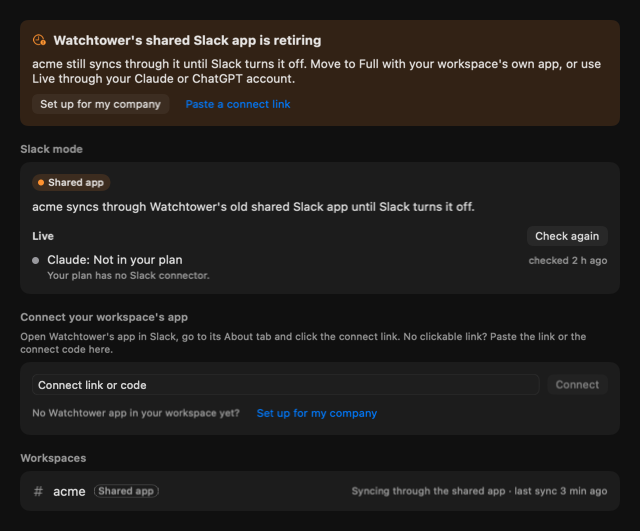 Watchtower's shared Slack app is retiring
acme still syncs through it until Slack turns it off. Move to Full with your workspace's own app, or use
Live through your Claude or ChatGPT account.
Set up for my company
Paste a connect link
Slack mode
Shared app
acme syncs through Watchtower's old shared Slack app until Slack turns it off.
Live
Check again
Claude: Not in your plan
checked 2 h ago
Your plan has no Slack connector.
Connect your workspace's app
Open Watchtower's app in Slack, go to its About tab and click the connect link. No clickable link? Paste the link or the
connect code here.
Connect link or code
Connect
No Watchtower app in your workspace yet?
Set up for my company
Workspaces
# acme
Shared app
Syncing through the shared app · last sync 3 min ago